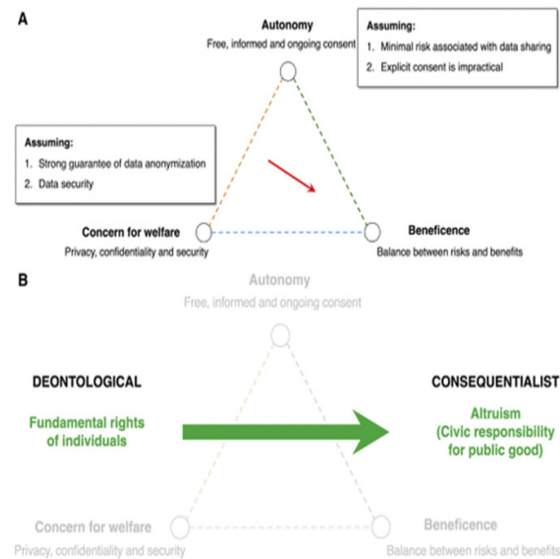 A
Autonomy
Free, informed and ongoing consent
Assuming:
1. Minimal risk associated with data sharing
2. Explicit consent is impractical
Assuming:
1. Strong guarantee of data anonymization
2. Data security
Concern for welfare
Privacy, confidentiality and security
Beneficence
Balance between risks and benefits
B
Autonomy
Free, informed and ongoing consent
DEONTOLOGICAL
Fundamental rights
of individuals
CONSEQUENTIALIST
Altruism
(Civic responsibility
for public good)
Concern for welfare
Privacy, confidentiality and security
Beneficence
Balance between risks and benefits